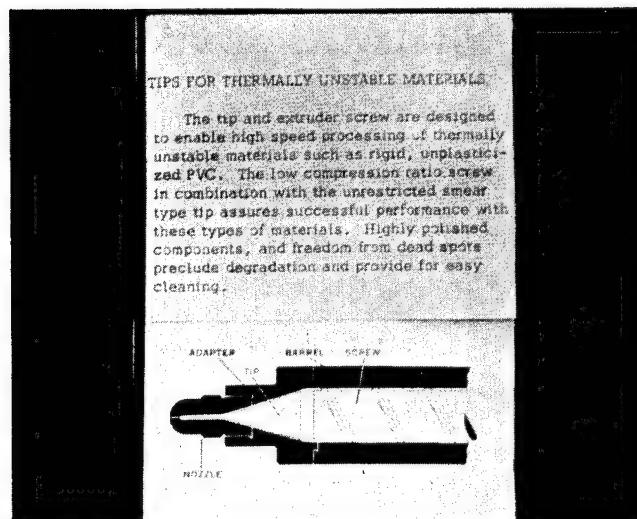 TIPS FOR THERMALLY UNSTABLE MATERIALS
The tip and extruder screw are designed
to enable high speed processing of thermally
unstable materials such as rigid, unplastici-
zed PVC. The low compression ratio screw
in combination with the unrestricted smear
type tip assures successful performance with
these types of materials. Highly polished
components, and freedom from dead spots
preclude degradation and provide for easy
cleaning.
ADAPTER BARREL SCREW
TIP
NOZZLE